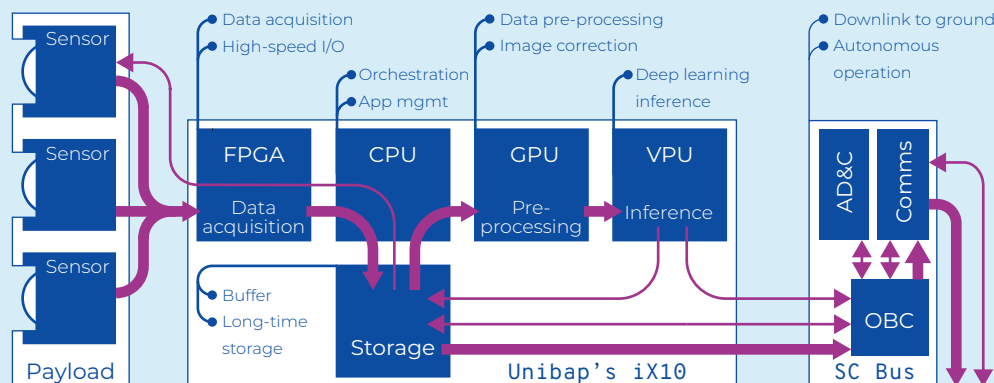 Sensor
Sensor
Sensor
Payload
Data acquisition
High-speed I/O
Orchestration
App mgmt
Data pre-processing
Image correction
Deep learning
inference
Downlink to ground
Autonomous
operation
FPGA
Data
acquisition
CPU
GPU
Pre-
processing
VPU
Inference
Buffer
Long-time
storage
Storage
Unibap's iX10
AD&C
Comms
OBC
SC Bus